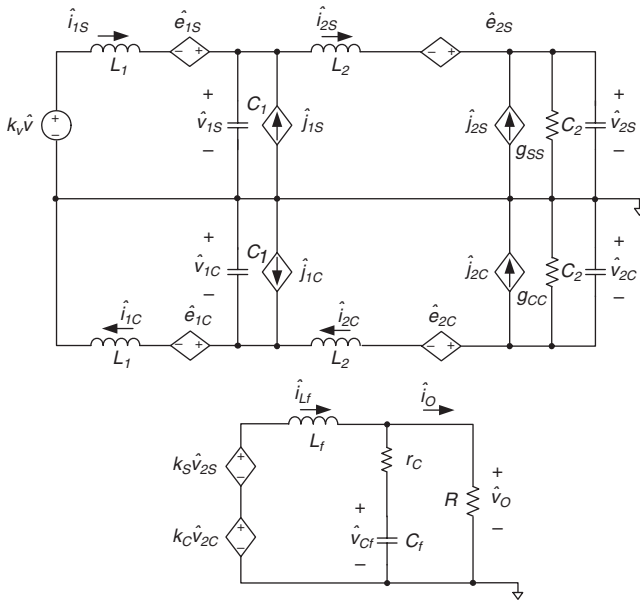 î1S ê1S î2S ê2S
L1 L2
kvv̂ + − + v̂1S − C1 ĵ1S ĵ2S gSS C2 + v̂2S −
+ v̂1C − C1 ĵ1C ĵ2C gCC C2 + v̂2C −
î1C ê1C î2C ê2C
L1 L2
îLf îO
Lf
kSv̂2S rC
kCv̂2C + v̂Cf − Cf R + v̂O −